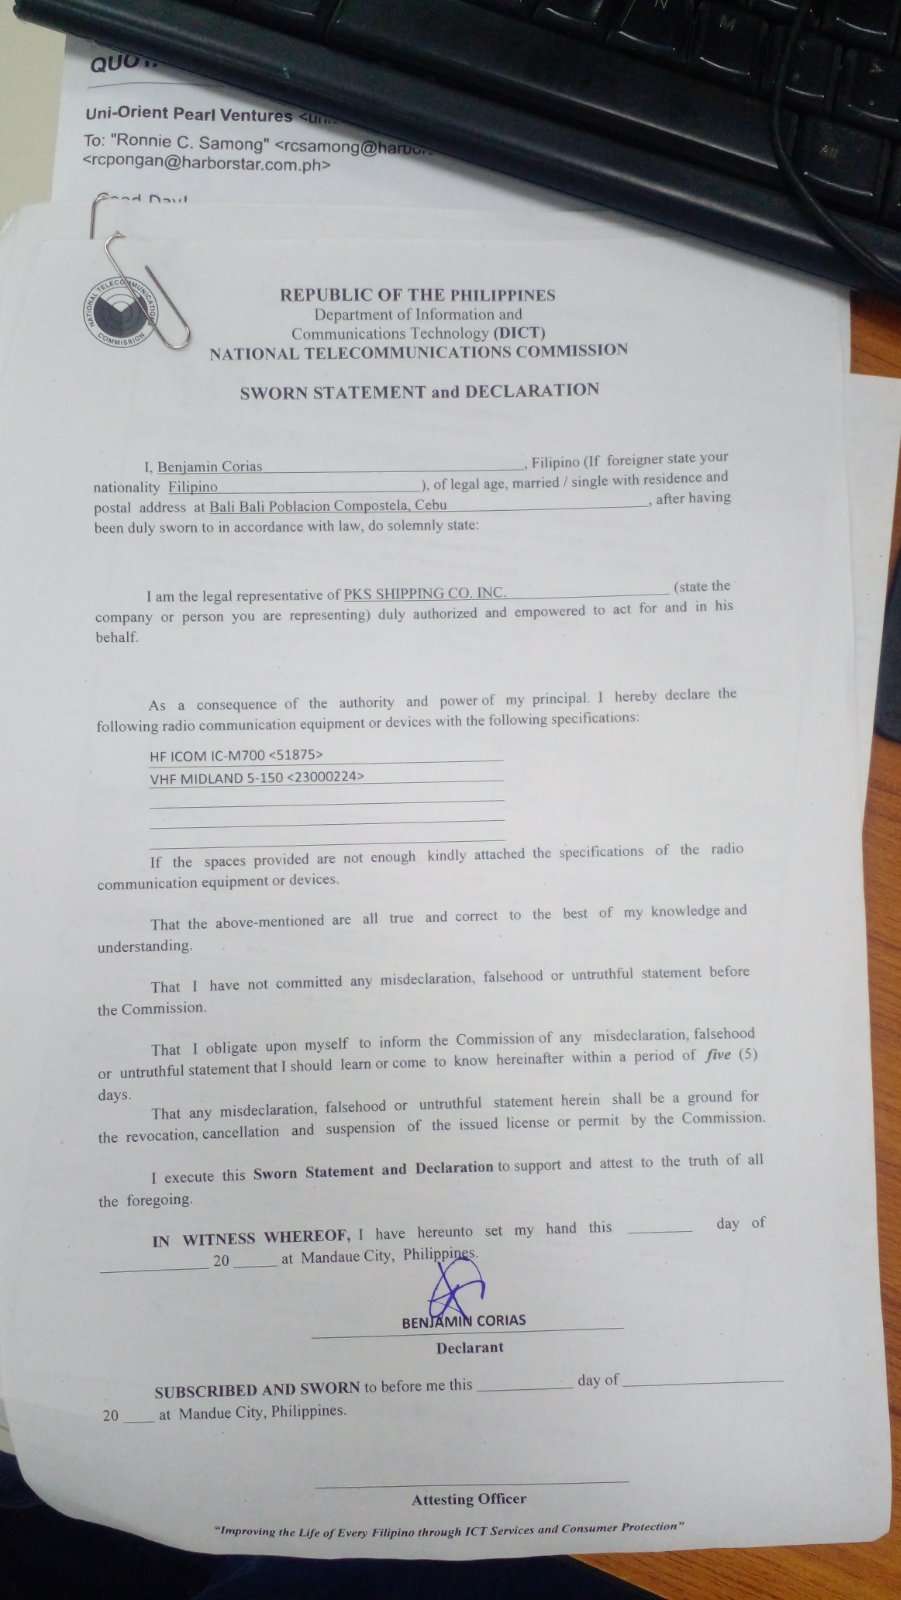 Uni-Orient Pearl Ventures
To: "Ronnie C. Samong" <rcsamong@
<rcpongan@harborstar.com.ph>
NATIONAL TELECOMMUNICATIONS COMMISSION
REPUBLIC OF THE PHILIPPINES
Department of Information and
Communications Technology (DICT)
NATIONAL TELECOMMUNICATIONS COMMISSION
SWORN STATEMENT and DECLARATION
I, Benjamin Corias, Filipino (If foreigner state your
nationality Filipino), of legal age, married / single with residence and
postal address at Bali Bali Poblacion Compostela, Cebu, after having
been duly sworn to in accordance with law, do solemnly state:
I am the legal representative of PKS SHIPPING CO. INC. (state the
company or person you are representing) duly authorized and empowered to act for and in his
behalf.
As a consequence of the authority and power of my principal. I hereby declare the
following radio communication equipment or devices with the following specifications:
HF ICOM IC-M700 <51875>
VHF MIDLAND 5-150 <23000224>
If the spaces provided are not enough kindly attached the specifications of the radio
communication equipment or devices.
That the above-mentioned are all true and correct to the best of my knowledge and
understanding.
That I have not committed any misdeclaration, falsehood or untruthful statement before
the Commission.
That I obligate upon myself to inform the Commission of any misdeclaration, falsehood
or untruthful statement that I should learn or come to know hereinafter within a period of five (5)
days.
That any misdeclaration, falsehood or untruthful statement herein shall be a ground for
the revocation, cancellation and suspension of the issued license or permit by the Commission.
I execute this Sworn Statement and Declaration to support and attest to the truth of all
the foregoing.
IN WITNESS WHEREOF, I have hereunto set my hand this ________ day of
______________ 20 ______ at Mandaue City, Philippines.
BENJAMIN CORIAS
Declarant
SUBSCRIBED AND SWORN to before me this ____________ day of ____________________
20 ____ at Mandue City, Philippines.
Attesting Officer
"Improving the Life of Every Filipino through ICT Services and Consumer Protection"